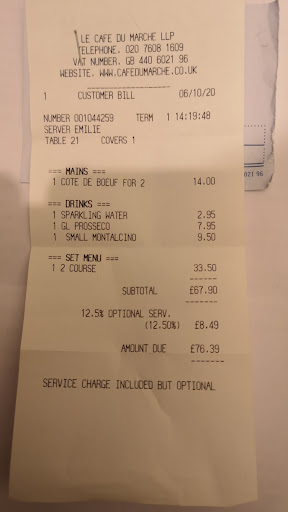 LE CAFE DU MARCHE LLP
TELEPHONE. 020 7608 1609
VAT NUMBER. GB 440 6021 96
WEBSITE. WWW.CAFEDUMARCHE.CO.UK
--------------------
1 CUSTOMER BILL 06/10/20
NUMBER 001044259 TERM 1 14:19:48
SERVER EMILIE
TABLE 21 COVERS 1
=== MAINS ===
1 COTE DE BOEUF FOR 2 14.00
=== DRINKS ===
1 SPARKLING WATER 2.95
1 GL PROSSECO 7.95
1 SMALL MONTALCINO 9.50
=== SET MENU ===
1 2 COURSE 33.50
-------
SUBTOTAL £67.90
-------
12.5% OPTIONAL SERV.
(12.50%) £8.49
-------
AMOUNT DUE £76.39
-------
SERVICE CHARGE INCLUDED BUT OPTIONAL
021 96